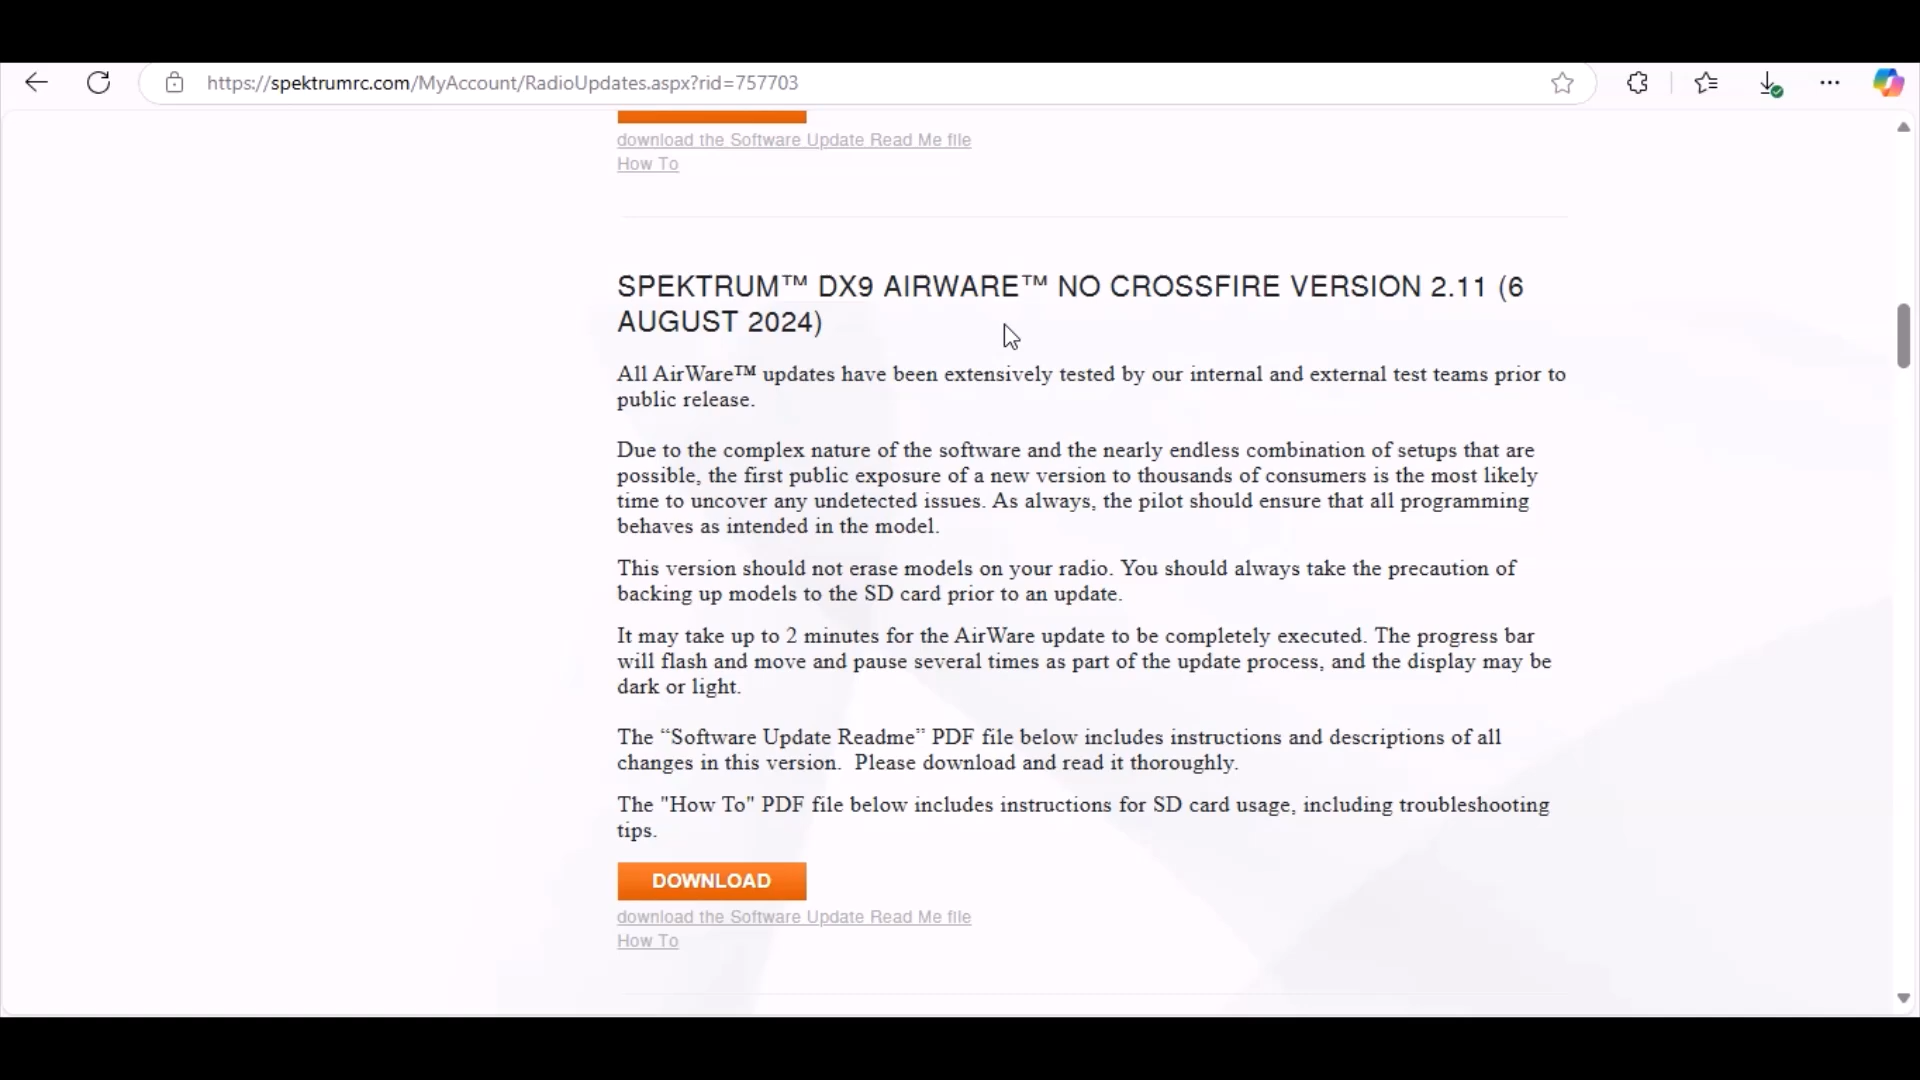 https://spektrumrc.com/MyAccount/RadioUpdates.aspx?rid=757703
download the Software Update Read Me file
How To
SPEKTRUM™ DX9 AIRWARE™ NO CROSSFIRE VERSION 2.11 (6
AUGUST 2024)
All AirWare™ updates have been extensively tested by our internal and external test teams prior to
public release.
Due to the complex nature of the software and the nearly endless combination of setups that are
possible, the first public exposure of a new version to thousands of consumers is the most likely
time to uncover any undetected issues. As always, the pilot should ensure that all programming
behaves as intended in the model.
This version should not erase models on your radio. You should always take the precaution of
backing up models to the SD card prior to an update.
It may take up to 2 minutes for the AirWare update to be completely executed. The progress bar
will flash and move and pause several times as part of the update process, and the display may be
dark or light.
The “Software Update Readme” PDF file below includes instructions and descriptions of all
changes in this version.  Please download and read it thoroughly.
The "How To" PDF file below includes instructions for SD card usage, including troubleshooting
tips.
DOWNLOAD
download the Software Update Read Me file
How To